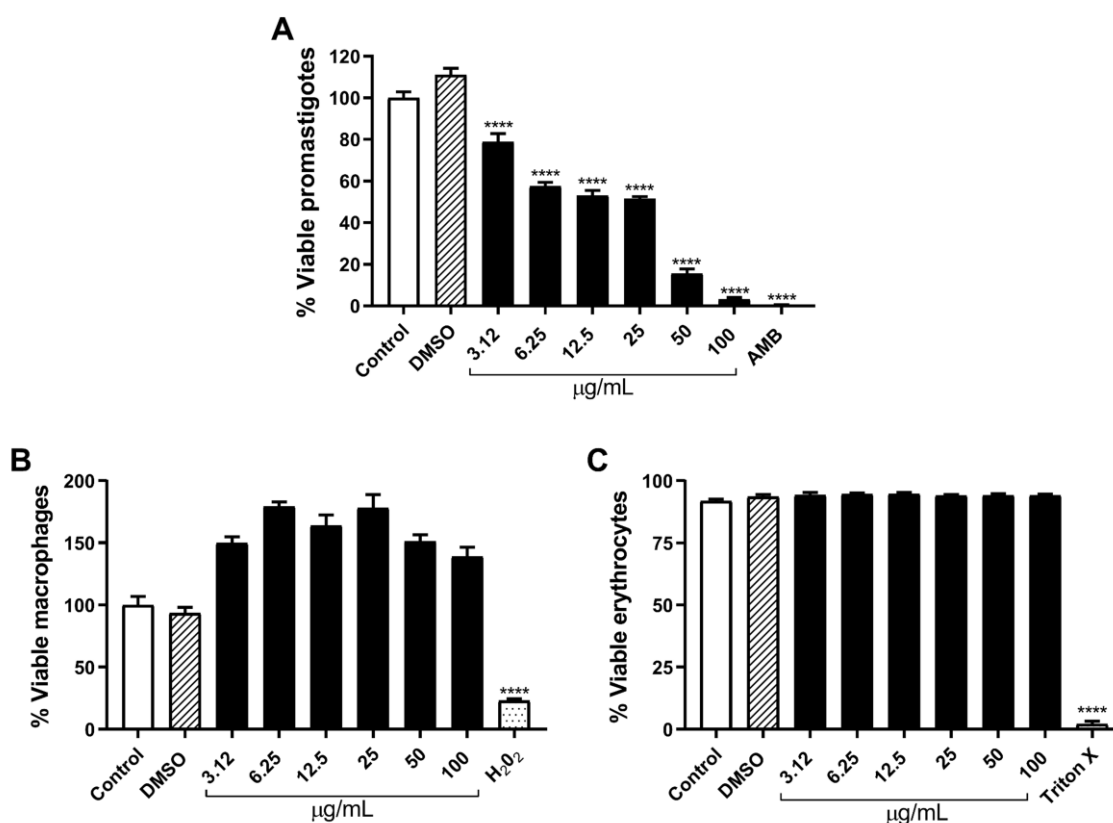 A
% Viable promastigotes
120
100
80
60
40
20
0
****
****
****
****
****
****
****
Control
DMSO
3.12
6.25
12.5
25
50
100
AMB
μg/mL
B
% Viable macrophages
200
150
100
50
0
****
Control
DMSO
3.12
6.25
12.5
25
50
100
H₂0₂
μg/mL
C
% Viable erythrocytes
100
75
50
25
0
****
Control
DMSO
3.12
6.25
12.5
25
50
100
Triton X
μg/mL